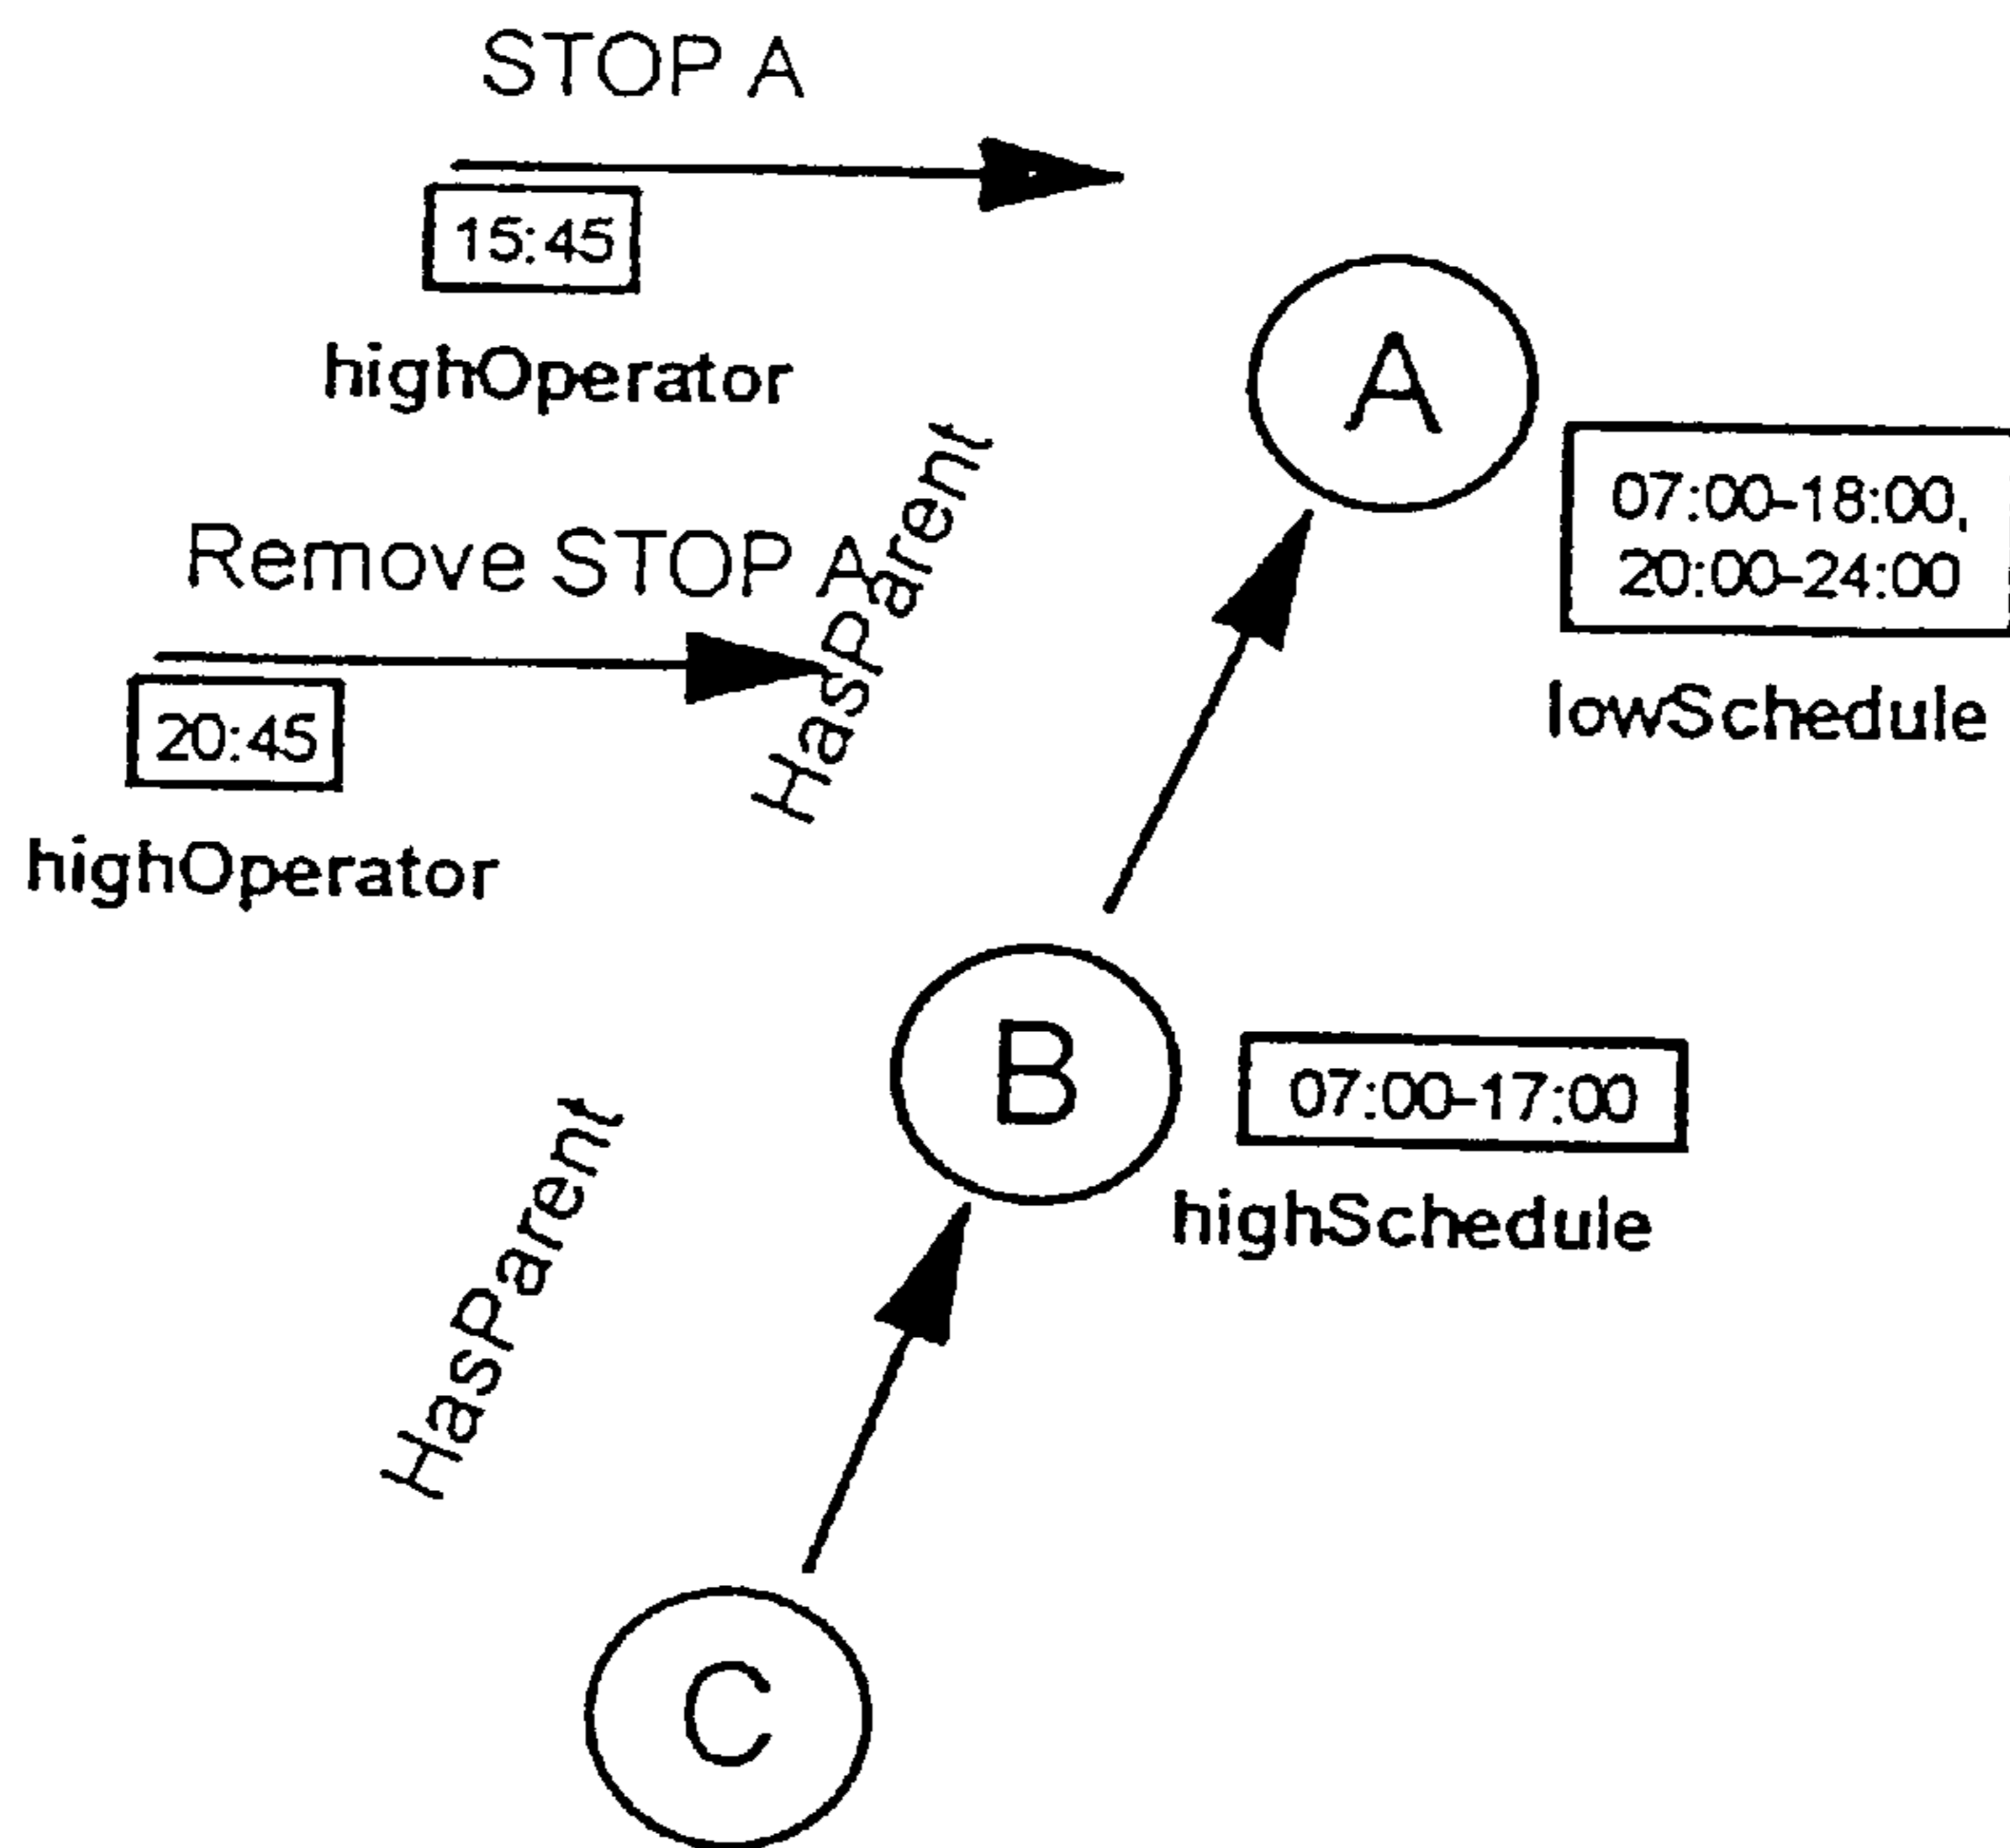 STOP A
15:45
highOperator
A
07:00-18:00,
20:00-24:00
lowSchedule
HasParent
Remove STOP A
20:45
highOperator
B
07:00-17:00
highSchedule
HasParent
C